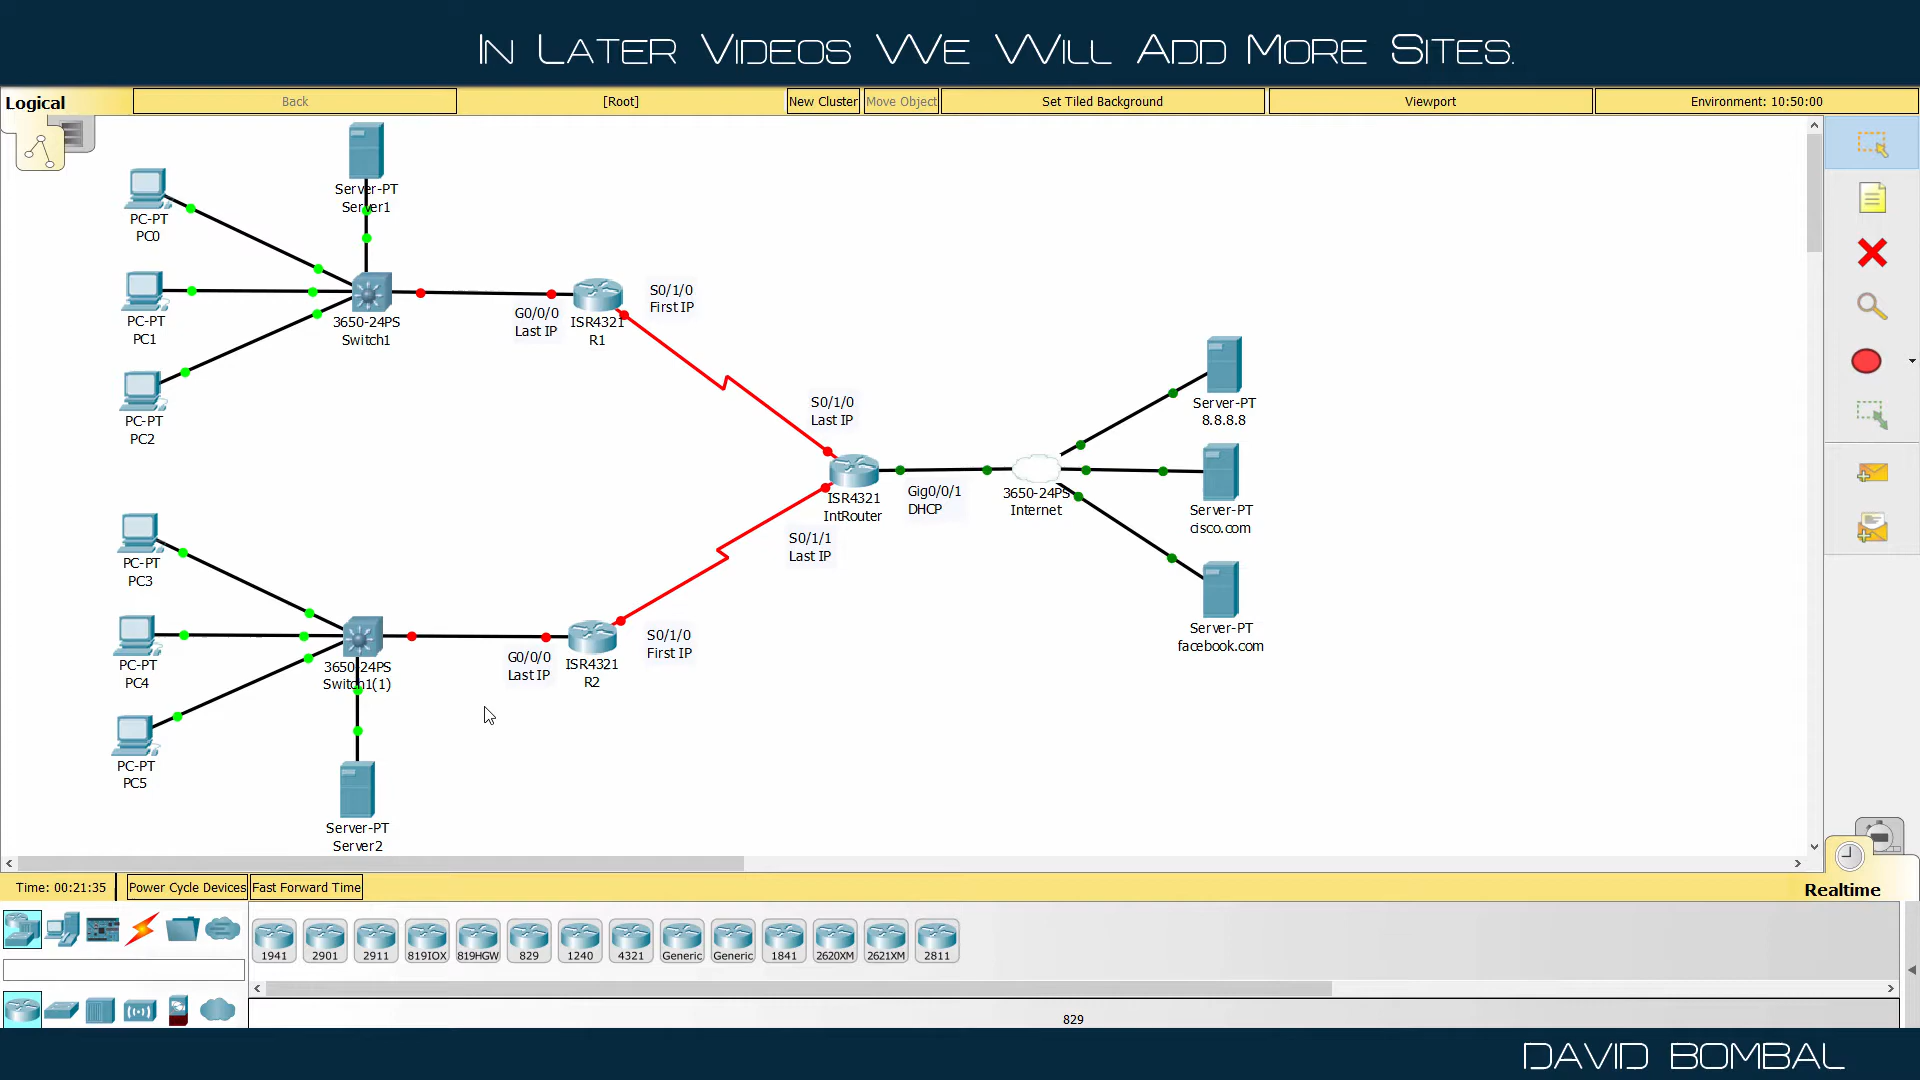 In Later Videos We Will Add More Sites.
Logical
Back
[Root]
New Cluster
Move Object
Set Tiled Background
Viewport
Environment: 10:50:00
Server-PT
Server1
PC-PT
PC0
PC-PT
PC1
PC-PT
PC2
3650-24PS
Switch1
G0/0/0
Last IP
ISR4321
R1
S0/1/0
First IP
S0/1/0
Last IP
ISR4321
IntRouter
S0/1/1
Last IP
Gig0/0/1
DHCP
3650-24PS
Internet
Server-PT
8.8.8.8
Server-PT
cisco.com
Server-PT
facebook.com
PC-PT
PC3
PC-PT
PC4
PC-PT
PC5
3650-24PS
Switch1(1)
G0/0/0
Last IP
ISR4321
R2
S0/1/0
First IP
Server-PT
Server2
Time: 00:21:35
Power Cycle Devices
Fast Forward Time
Realtime
1941
2901
2911
819IOX
819HGW
829
1240
4321
Generic
Generic
1841
2620XM
2621XM
2811
829
David Bombal